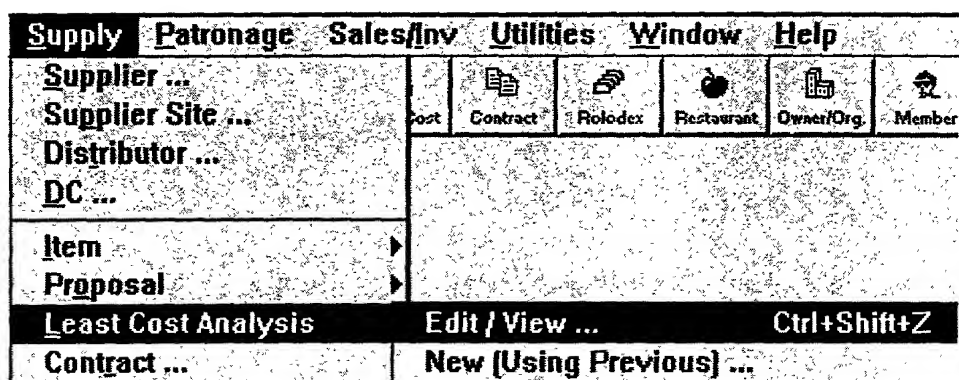 Supply Patronage Sales/Inv Utilities Window Help
Supplier ...
Supplier Site ...
Cost Contract Rolodex Restaurant Owner/Org. Member
Distributor ...
DC ...
Item
Proposal
Least Cost Analysis Edit / View ... Ctrl+Shift+Z
Contract ... New (Using Previous) ...